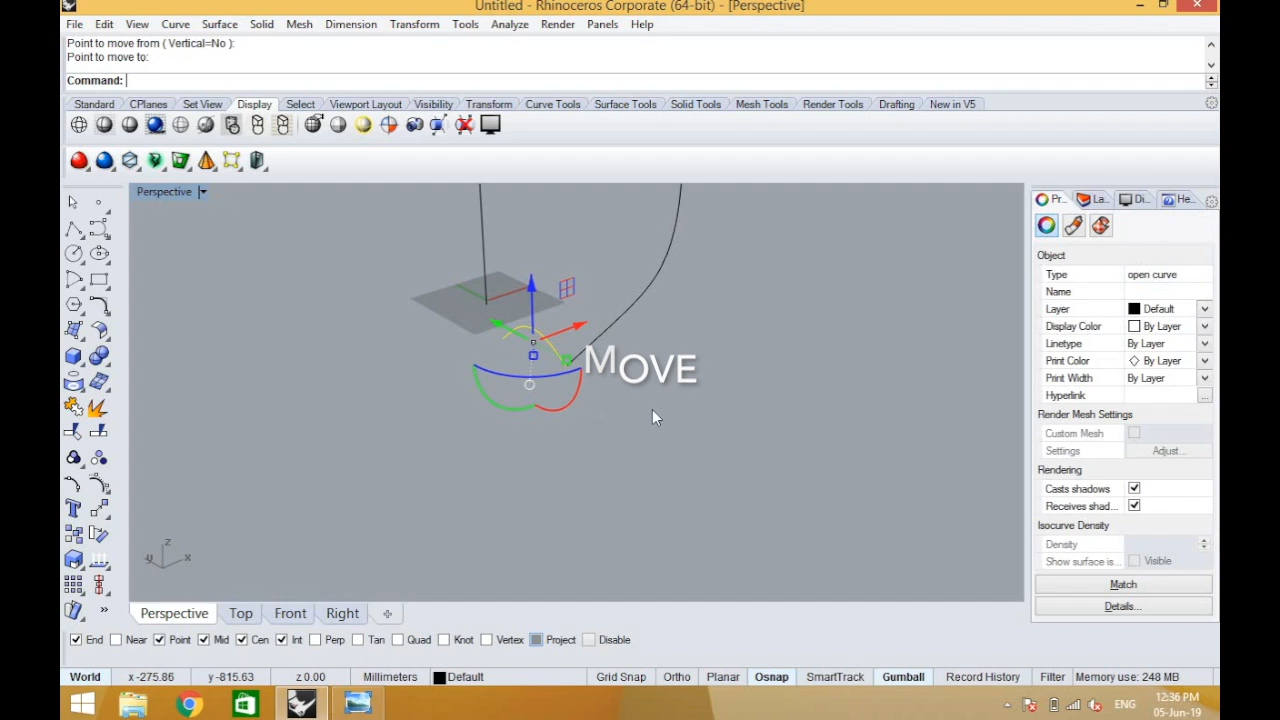 Untitled - Rhinoceros Corporate (64-bit) - [Perspective]
File Edit View Curve Surface Solid Mesh Dimension Transform Tools Analyze Render Panels Help
Point to move from ( Vertical=No ):
Point to move to:
Command:
Standard CPlanes Set View Display Select Viewport Layout Visibility Transform Curve Tools Surface Tools Solid Tools Mesh Tools Render Tools Drafting New in V5
Perspective
Pr... La... Di... He...
Object
Type open curve
Name
Layer Default
Display Color By Layer
Linetype By Layer
Print Color By Layer
Print Width By Layer
Hyperlink ...
Render Mesh Settings
Custom Mesh
Settings Adjust...
Rendering
Casts shadows
Receives shad...
Isocurve Density
Density
Show surface is... Visible
Match
Details...
MOVE
z
y x
Perspective Top Front Right
End Near Point Mid Cen Int Perp Tan Quad Knot Vertex Project Disable
World x -275.86 y -815.63 z 0.00 Millimeters Default Grid Snap Ortho Planar Osnap SmartTrack Gumball Record History Filter Memory use: 248 MB
ENG
12:36 PM
05-Jun-19